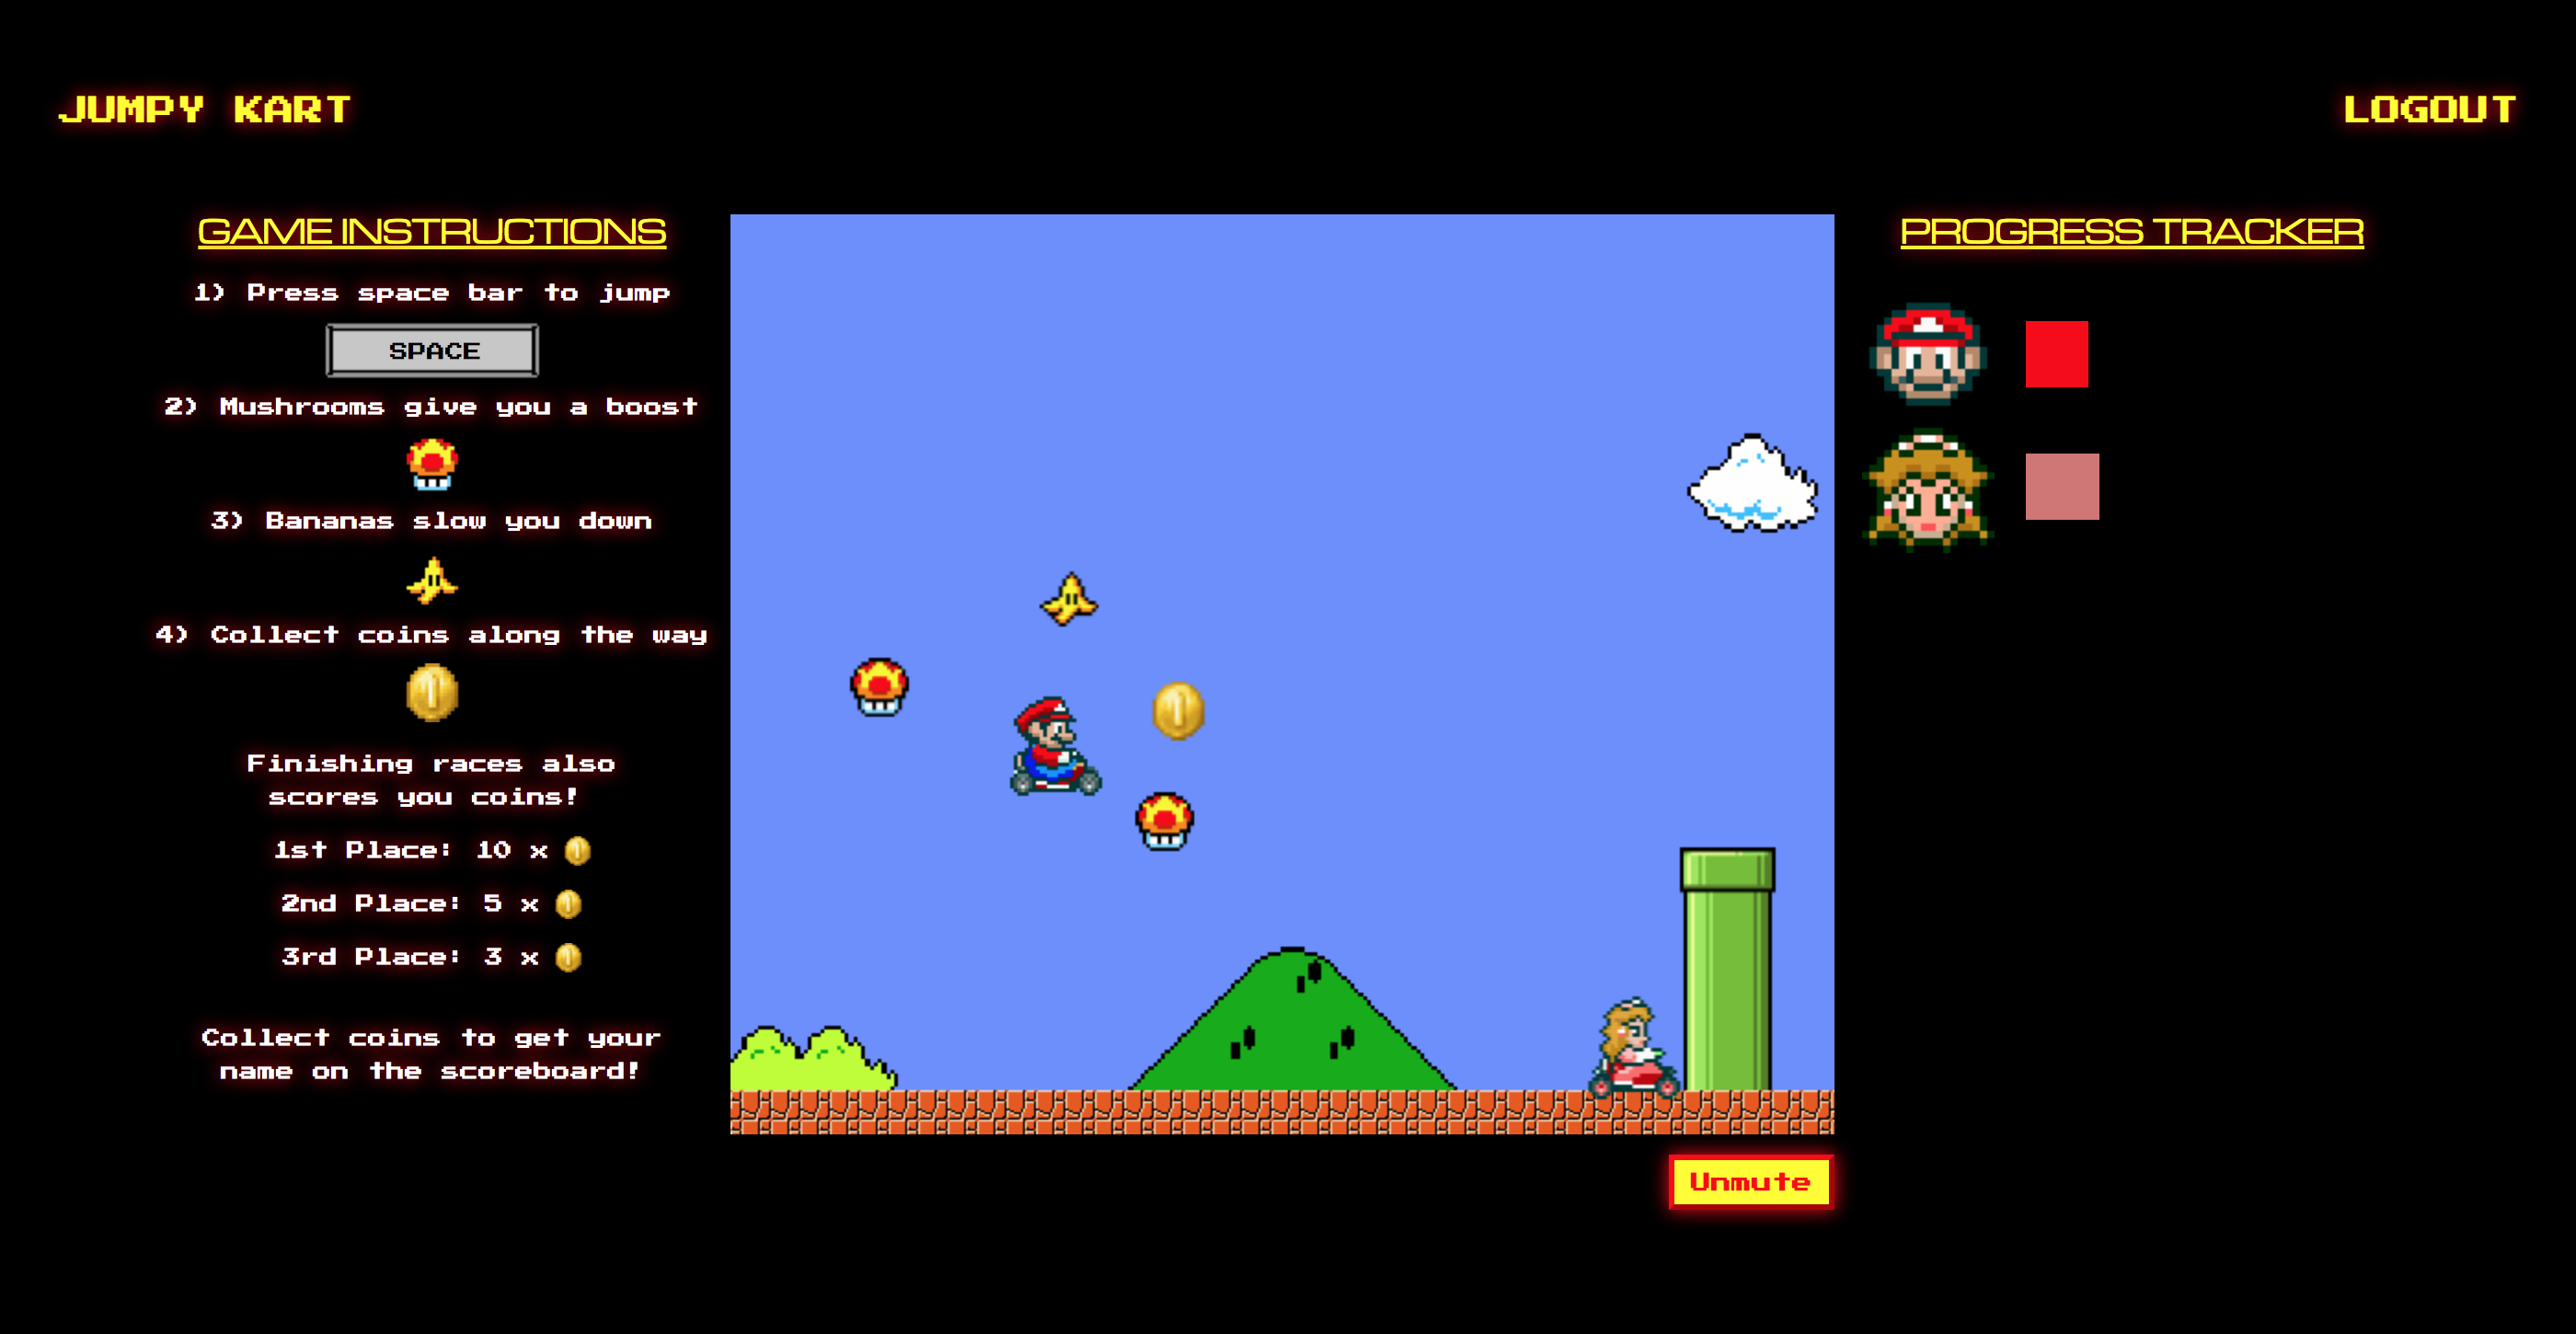 JUMPY KART
LOGOUT
GAME INSTRUCTIONS
1) Press space bar to jump
SPACE
2) Mushrooms give you a boost
3) Bananas slow you down
4) Collect coins along the way
Finishing races also
scores you coins!
1st Place: 10 x
2nd Place: 5 x
3rd Place: 3 x
Collect coins to get your
name on the scoreboard!
PROGRESS TRACKER
Unmute